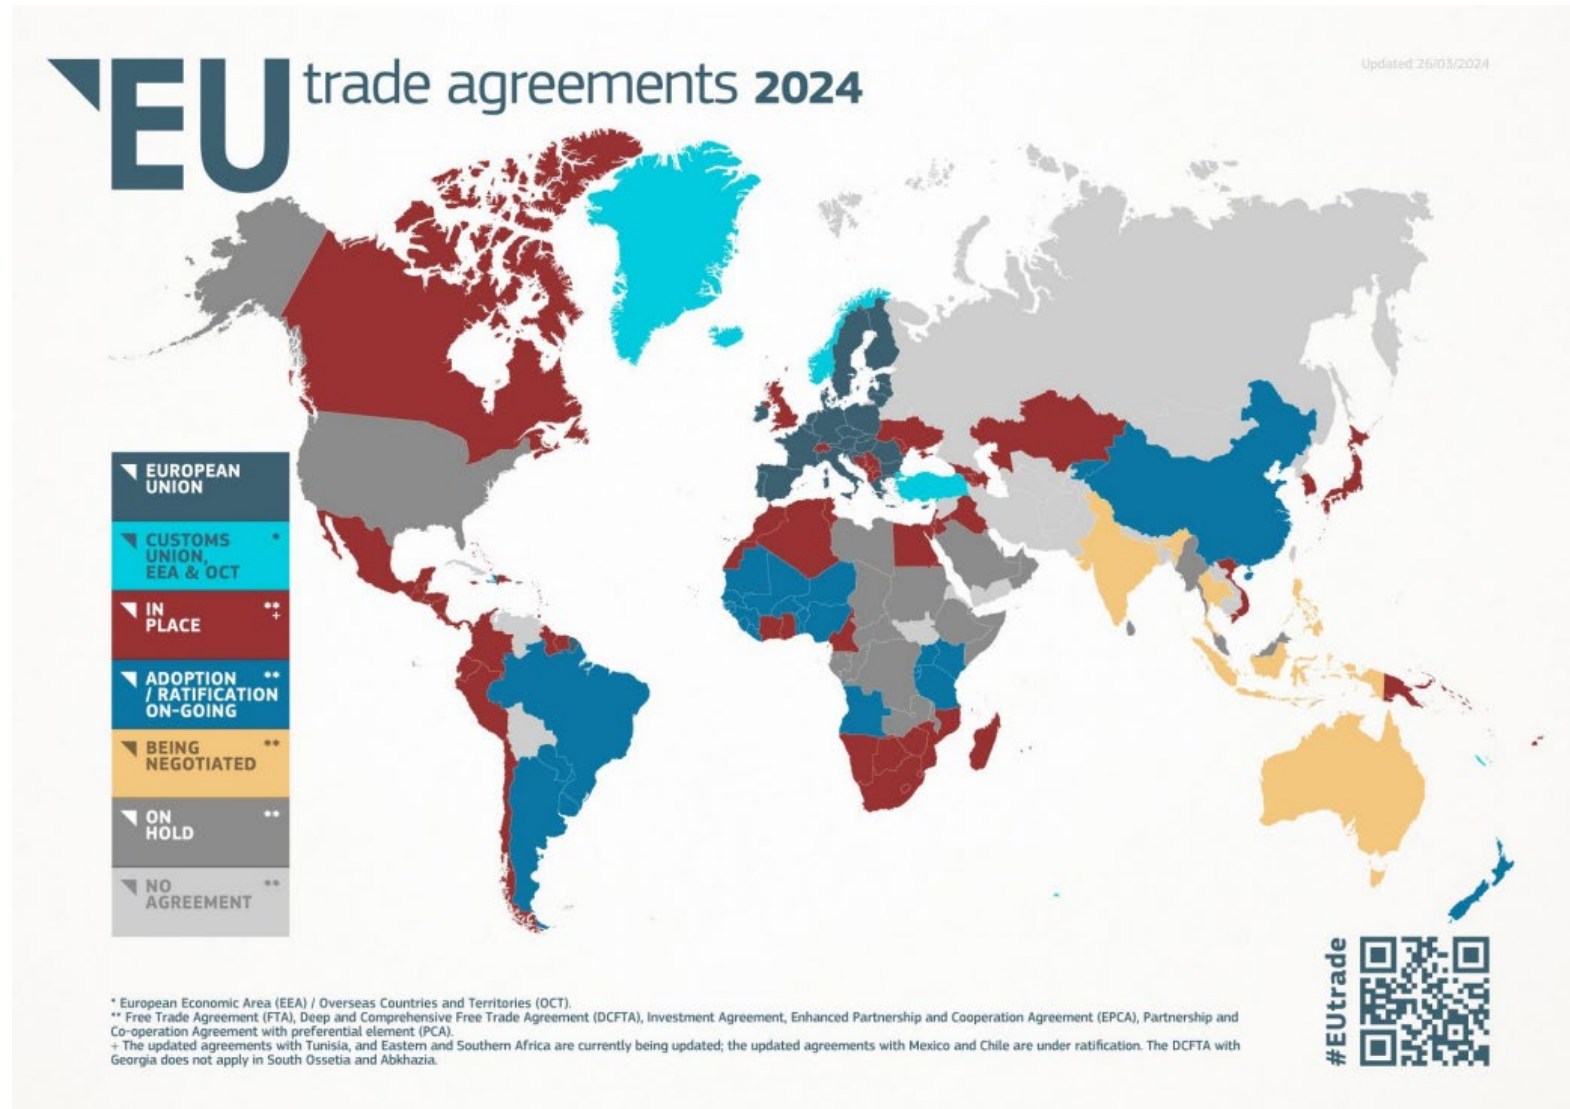 EU trade agreements 2024
Updated 26/03/2024
EUROPEAN
UNION
CUSTOMS *
UNION,
EEA & OCT
IN **
PLACE +
ADOPTION **
/ RATIFICATION
ON-GOING
BEING **
NEGOTIATED
ON **
HOLD
NO **
AGREEMENT
#EUtrade
* European Economic Area (EEA) / Overseas Countries and Territories (OCT).
** Free Trade Agreement (FTA), Deep and Comprehensive Free Trade Agreement (DCFTA), Investment Agreement, Enhanced Partnership and Cooperation Agreement (EPCA), Partnership and
Co-operation Agreement with preferential element (PCA).
+ The updated agreements with Tunisia, and Eastern and Southern Africa are currently being updated; the updated agreements with Mexico and Chile are under ratification. The DCFTA with
Georgia does not apply in South Ossetia and Abkhazia.